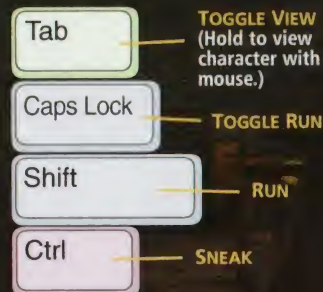 Tab
TOGGLE VIEW
(Hold to view
character with
mouse.)
Caps Lock
TOGGLE RUN
Shift
RUN
Ctrl
SNEAK